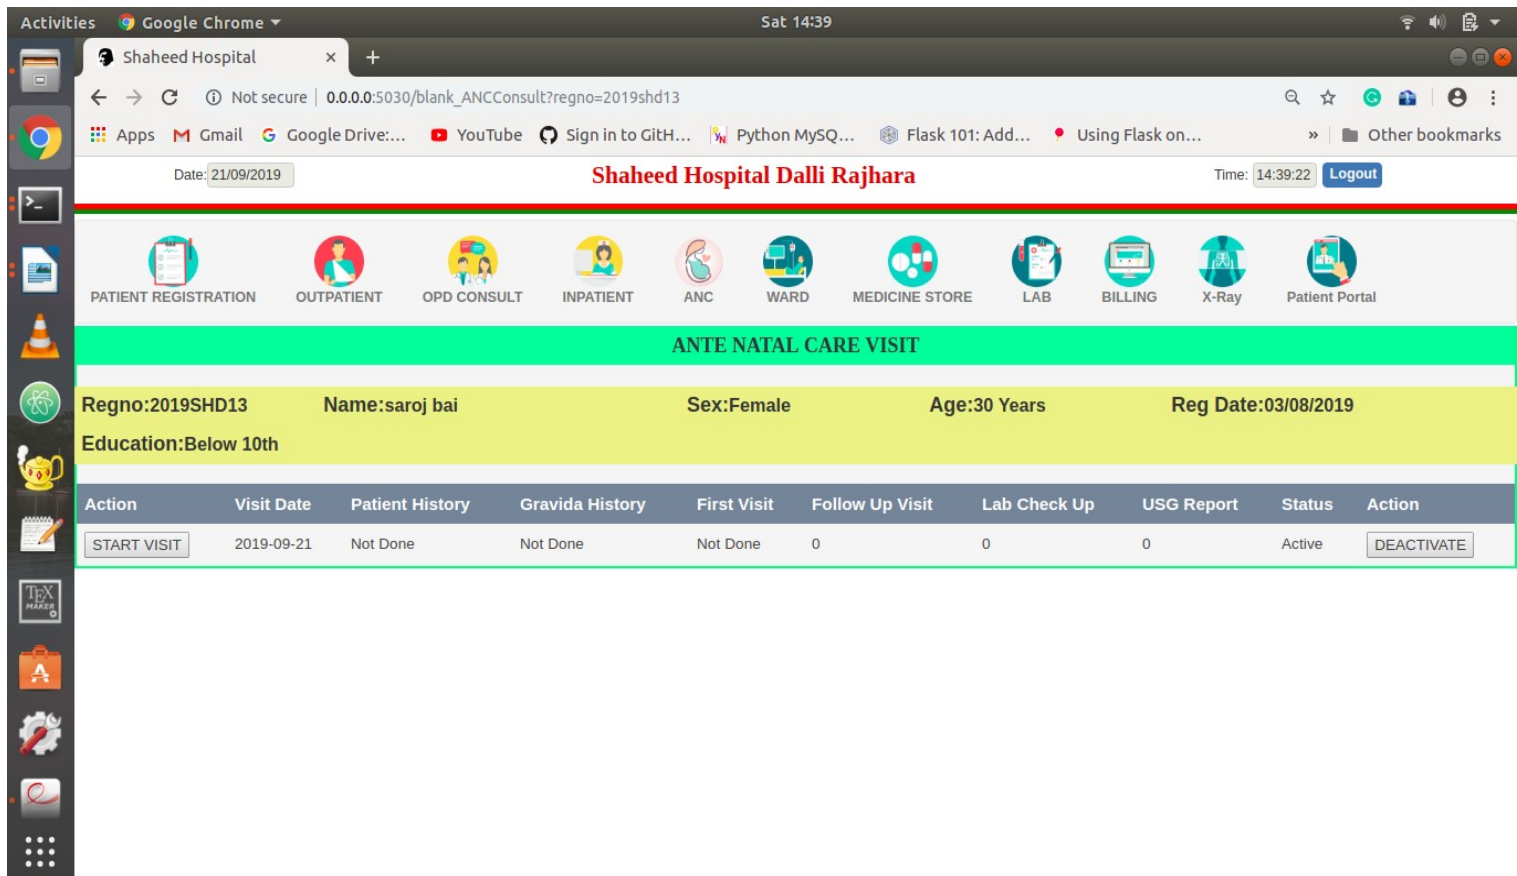 Activities Google Chrome Sat 14:39
Shaheed Hospital × +
Not secure | 0.0.0.0:5030/blank_ANCConsult?regno=2019shd13
Apps Gmail Google Drive:... YouTube Sign in to GitH... Python MySQ... Flask 101: Add... Using Flask on... » Other bookmarks
Date: 21/09/2019 Shaheed Hospital Dalli Rajhara Time: 14:39:22 Logout
PATIENT REGISTRATION OUTPATIENT OPD CONSULT INPATIENT ANC WARD MEDICINE STORE LAB BILLING X-Ray Patient Portal
ANTE NATAL CARE VISIT
Regno:2019SHD13 Name:saroj bai Sex:Female Age:30 Years Reg Date:03/08/2019
Education:Below 10th
Action Visit Date Patient History Gravida History First Visit Follow Up Visit Lab Check Up USG Report Status Action
START VISIT 2019-09-21 Not Done Not Done Not Done 0 0 0 Active DEACTIVATE
TEX
MAKER